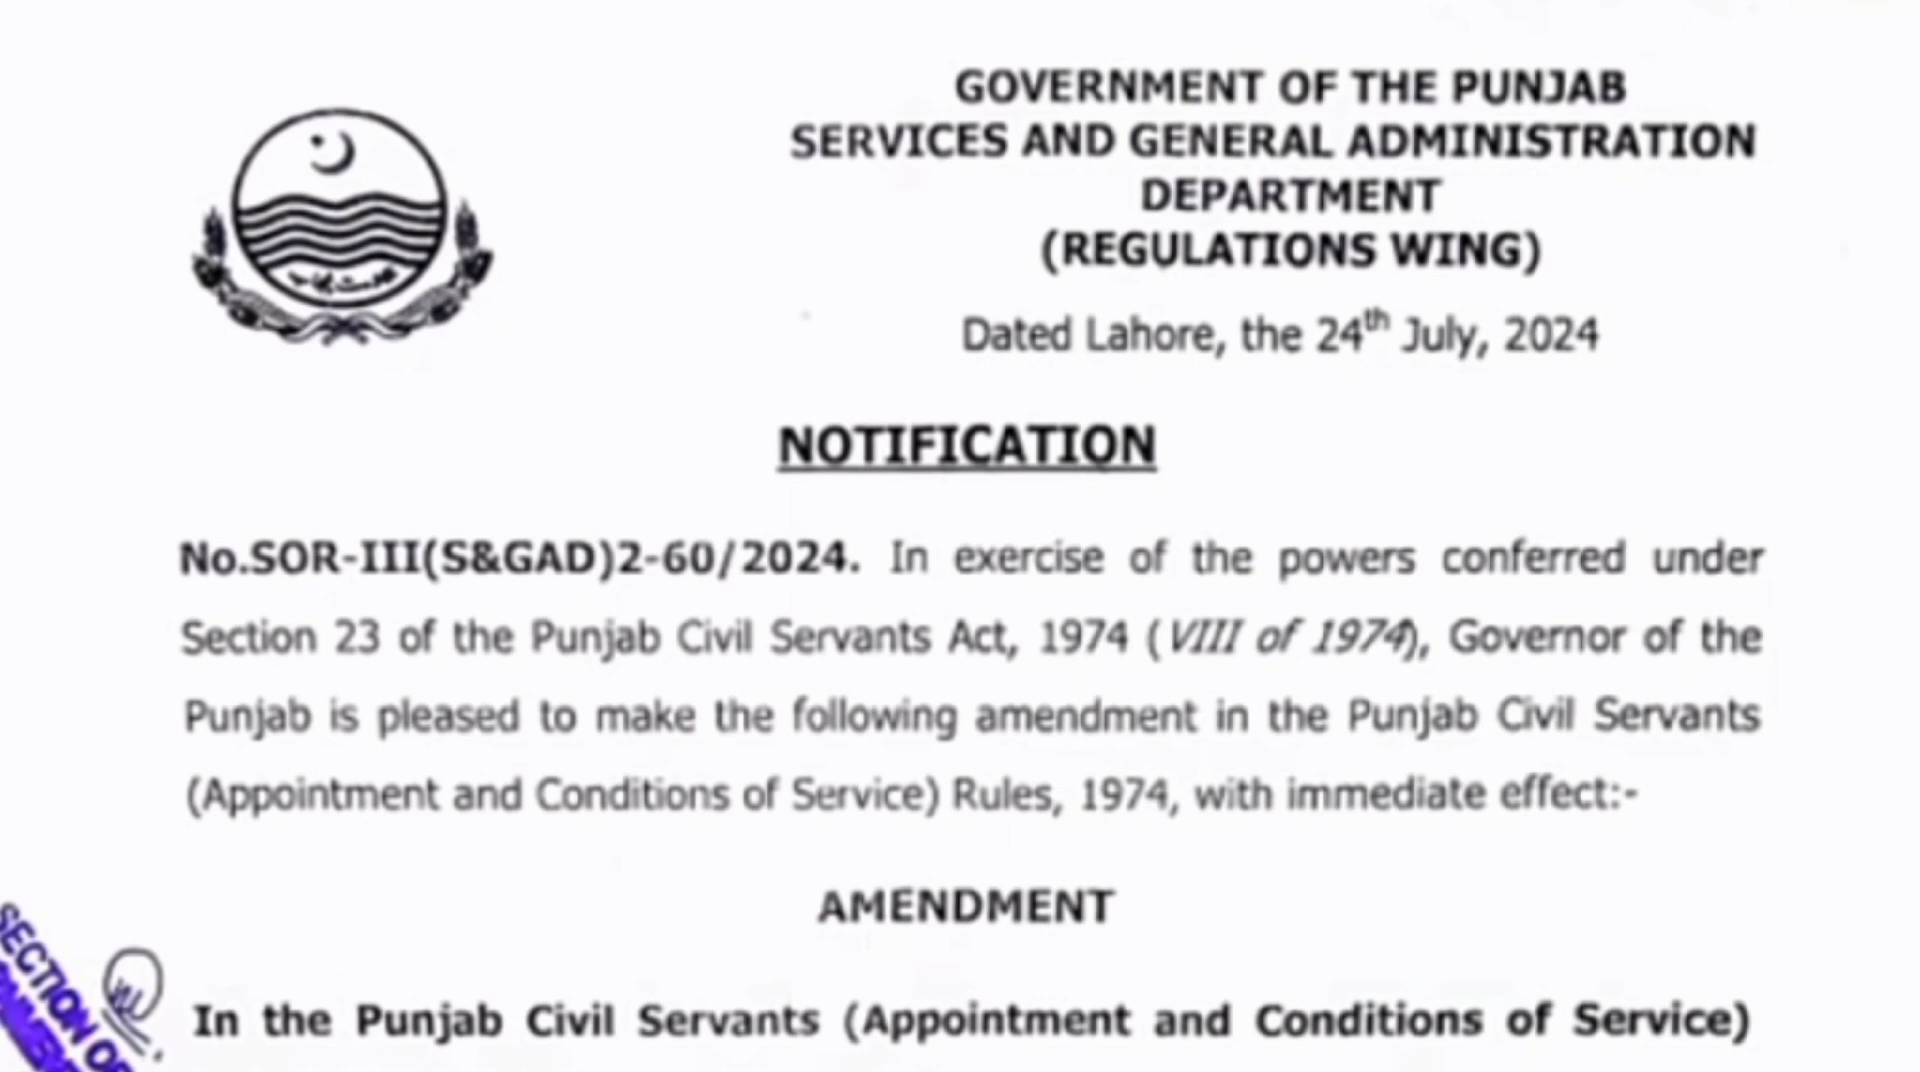 GOVERNMENT OF THE PUNJAB
SERVICES AND GENERAL ADMINISTRATION
DEPARTMENT
(REGULATIONS WING)
Dated Lahore, the 24th July, 2024
NOTIFICATION
No.SOR-III(S&GAD)2-60/2024. In exercise of the powers conferred under
Section 23 of the Punjab Civil Servants Act, 1974 (VIII of 1974), Governor of the
Punjab is pleased to make the following amendment in the Punjab Civil Servants
(Appointment and Conditions of Service) Rules, 1974, with immediate effect:-
AMENDMENT
SECTION
In the Punjab Civil Servants (Appointment and Conditions of Service)